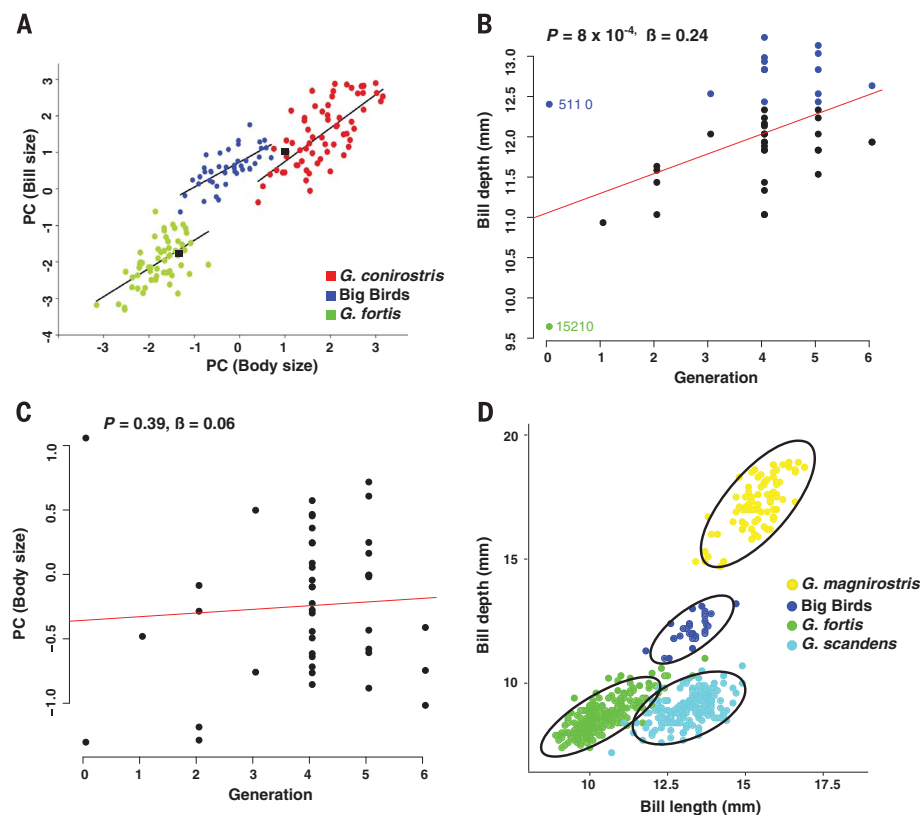 A
PC (Bill size)
3
2
1
0
-1
-2
-3
-4
-3
-2
-1
0
1
2
3
PC (Body size)
G. conirostris
Big Birds
G. fortis
B
P = 8 x 10-4, ß = 0.24
Bill depth (mm)
13.0
12.5
12.0
11.5
11.0
10.5
10.0
9.5
511 0
15210
0
1
2
3
4
5
6
Generation
C
P = 0.39, ß = 0.06
PC (Body size)
1.0
0.5
0.0
−0.5
−1.0
0
1
2
3
4
5
6
Generation
D
Bill depth (mm)
20
15
10
10
12.5
15
17.5
Bill length (mm)
G. magnirostris
Big Birds
G. fortis
G. scandens